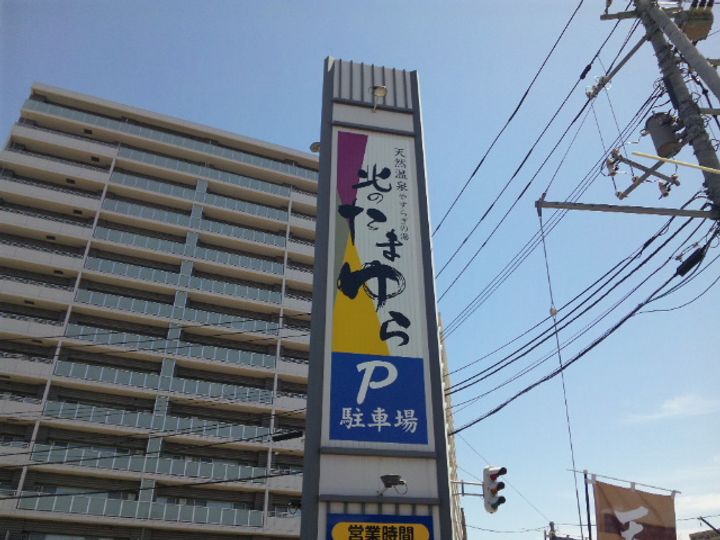 天然温泉やすらぎの湯
北のたまゆら
P
駐車場
営業時間
天